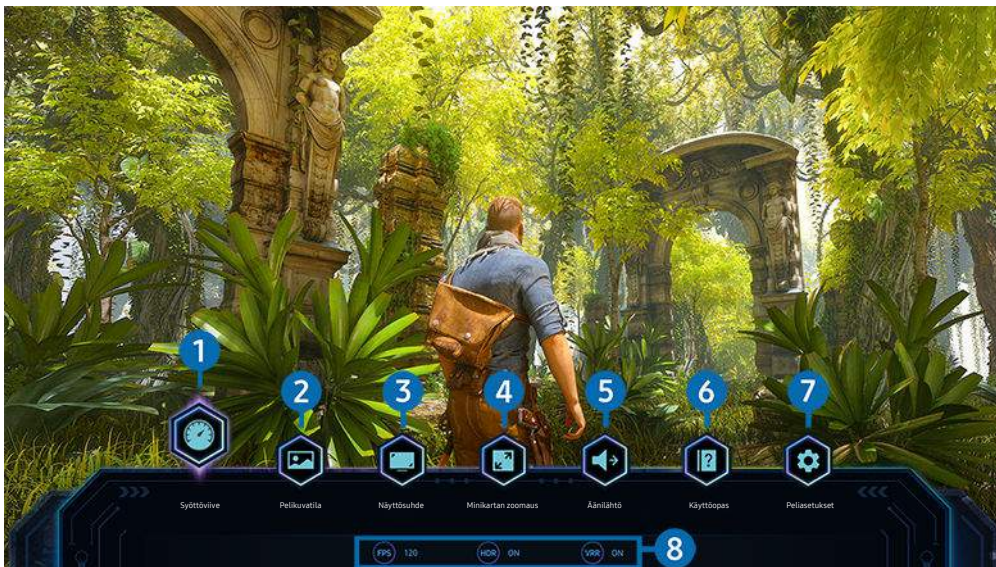 1
2
3
4
5
6
7
Syöttöviive
Pelikuvatila
Näyttösuhde
Minikartan zoomaus
Äänilähtö
Käyttöopas
Peliasetukset
FPS 120 HDR ON VRR ON 8